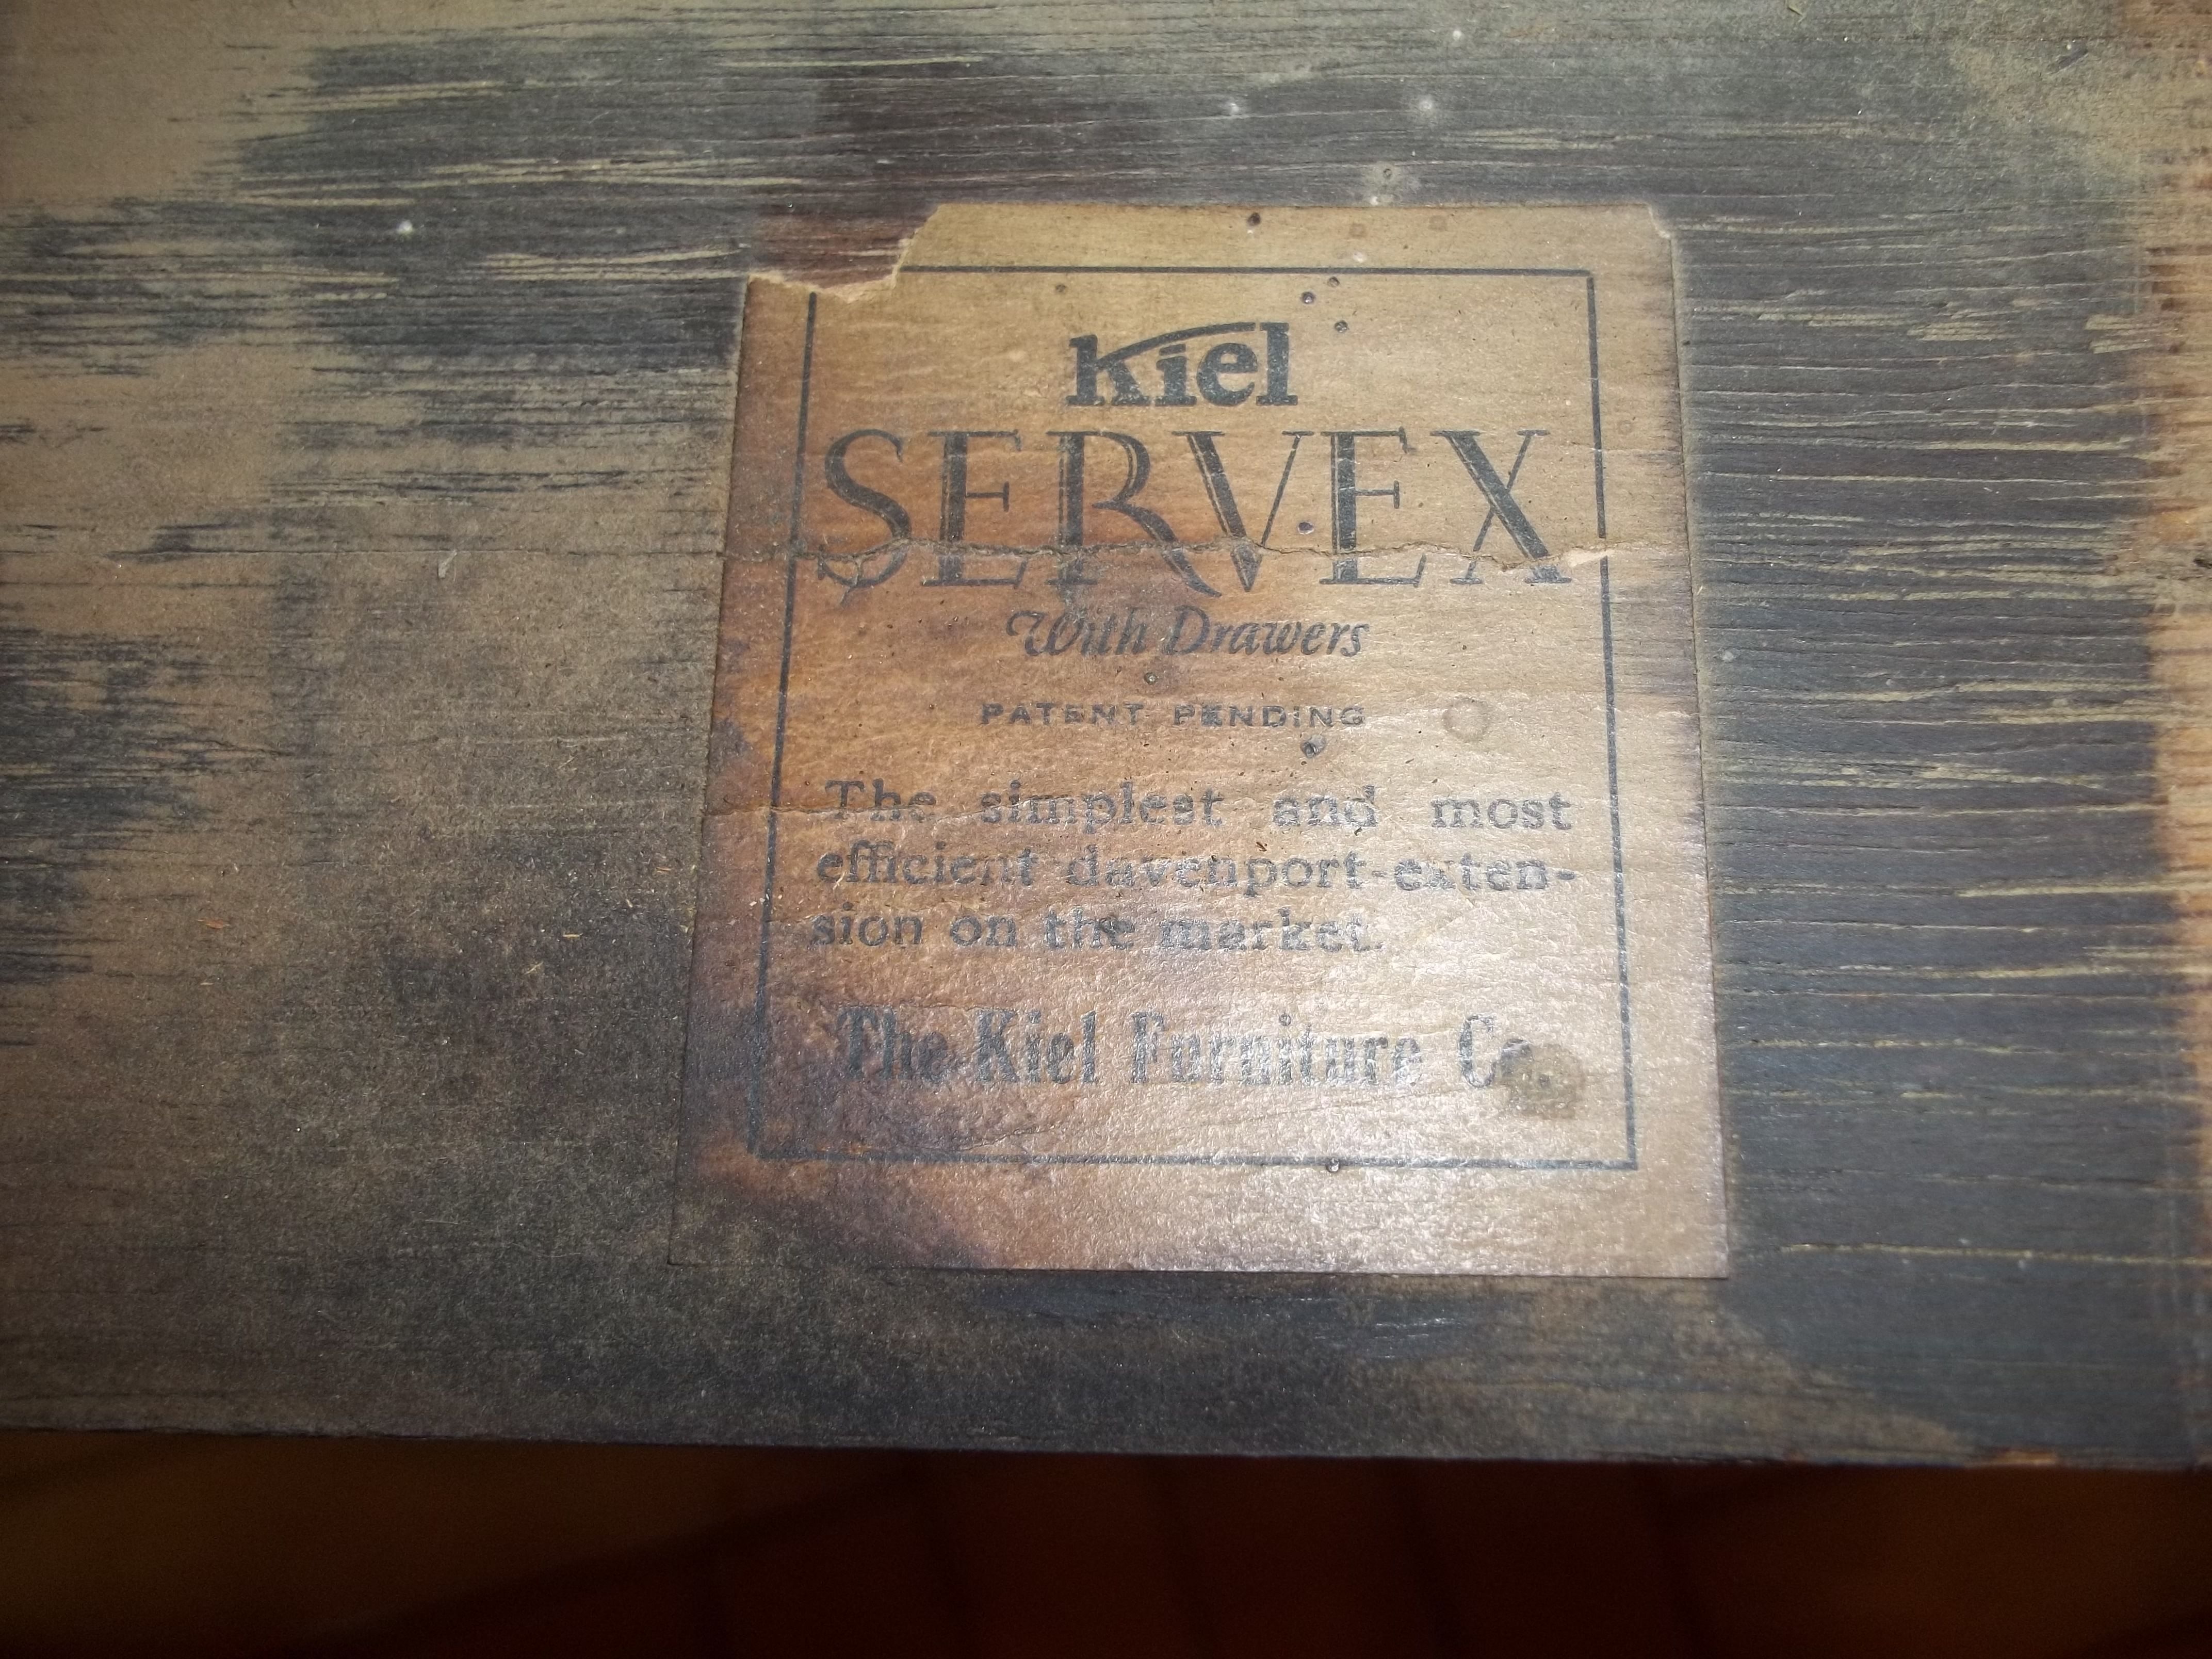 Kiel
SERVEX
With Drawers
PATENT PENDING
The simplest and most
efficient davenport-exten-
sion on the market.
The Kiel Furniture Co.